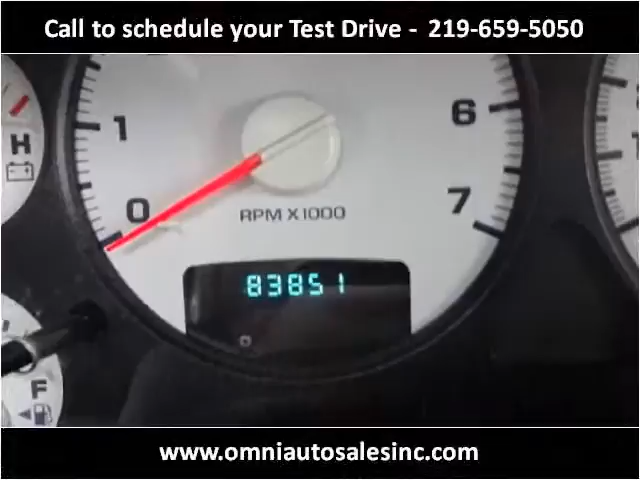 Call to schedule your Test Drive - 219-659-5050
H
1
6
0
7
RPM X1000
83851
F
www.omniautosalesinc.com